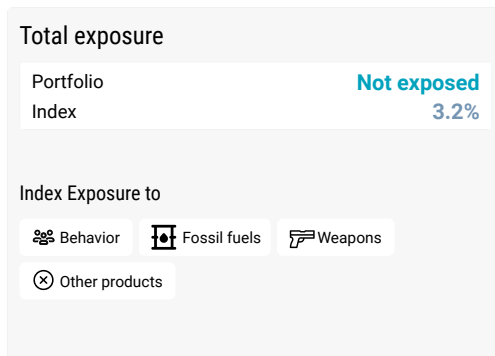 Total exposure
Portfolio Not exposed
Index 3.2%
Index Exposure to
Behavior Fossil fuels Weapons
Other products